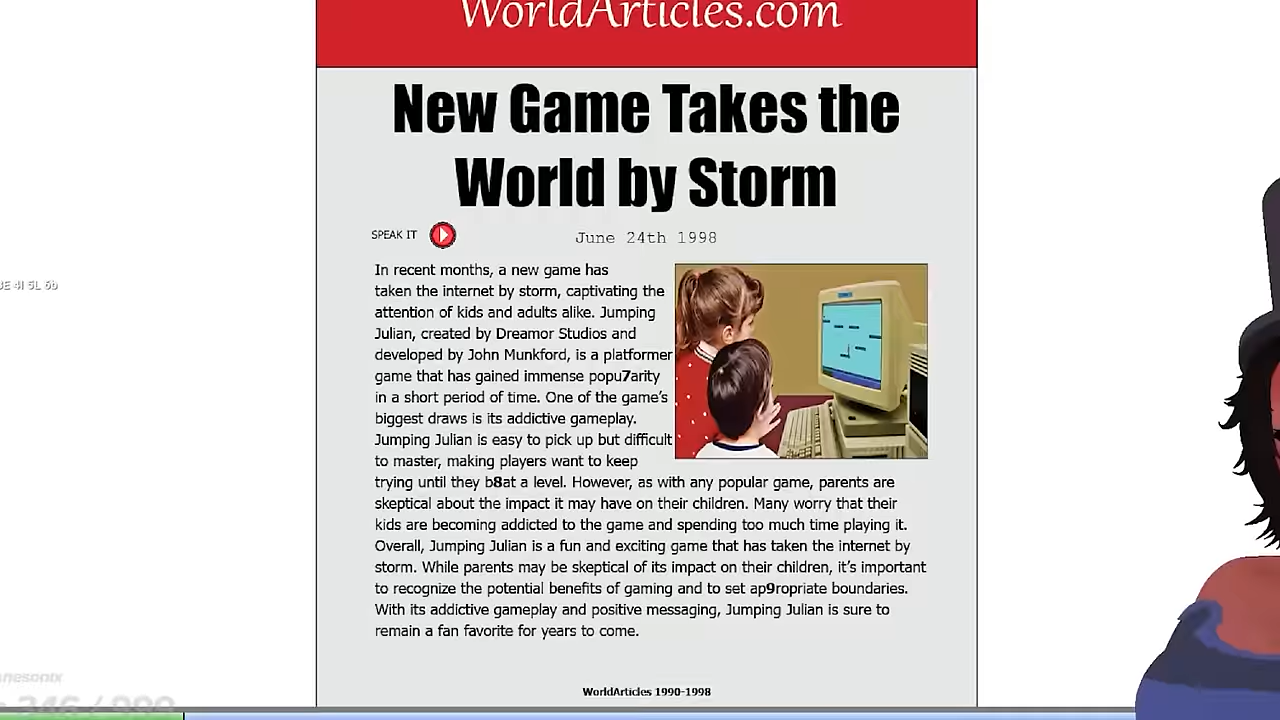 WorldArticles.com
New Game Takes the
World by Storm
SPEAK IT
June 24th 1998
In recent months, a new game has
taken the internet by storm, captivating the
attention of kids and adults alike. Jumping
Julian, created by Dreamor Studios and
developed by John Munkford, is a platformer
game that has gained immense popu7arity
in a short period of time. One of the game's
biggest draws is its addictive gameplay.
Jumping Julian is easy to pick up but difficult
to master, making players want to keep
trying until they b8at a level. However, as with any popular game, parents are
skeptical about the impact it may have on their children. Many worry that their
kids are becoming addicted to the game and spending too much time playing it.
Overall, Jumping Julian is a fun and exciting game that has taken the internet by
storm. While parents may be skeptical of its impact on their children, it's important
to recognize the potential benefits of gaming and to set ap9ropriate boundaries.
With its addictive gameplay and positive messaging, Jumping Julian is sure to
remain a fan favorite for years to come.
WorldArticles 1990-1998